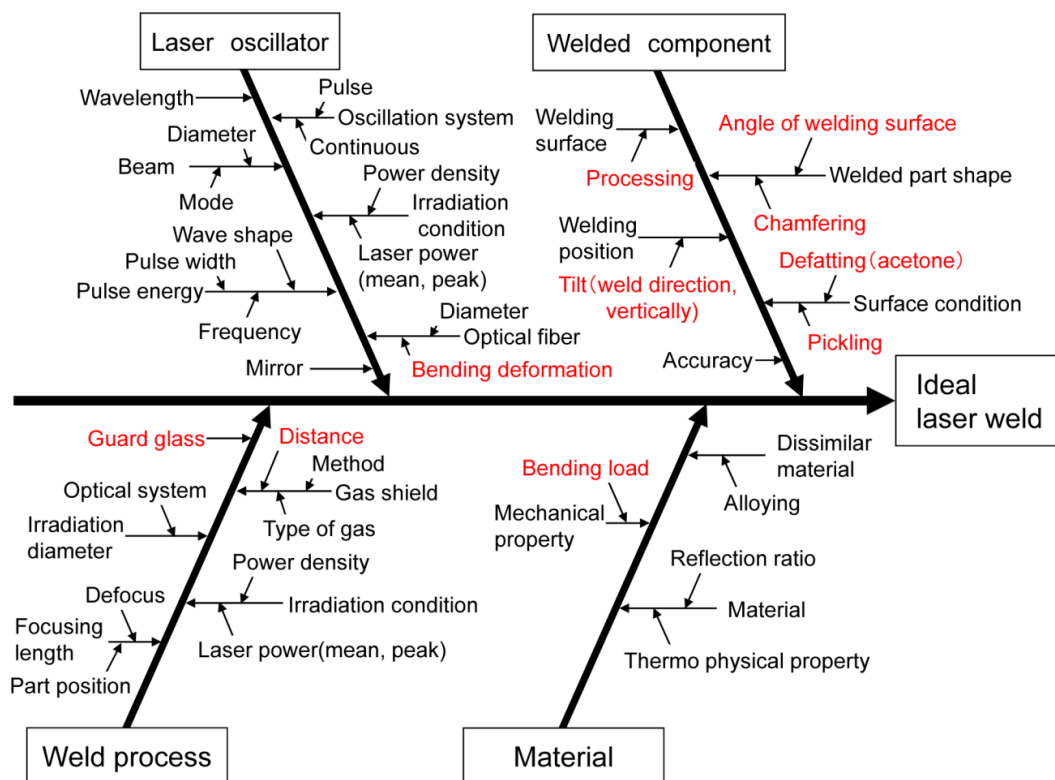 Laser oscillator
Wavelength
Pulse
Oscillation system
Continuous
Diameter
Beam
Mode
Power density
Irradiation
condition
Laser power
(mean, peak)
Wave shape
Pulse width
Pulse energy
Frequency
Diameter
Optical fiber
Bending deformation
Mirror
Welded component
Welding
surface
Processing
Angle of welding surface
Welded part shape
Chamfering
Welding
position
Tilt(weld direction,
vertically)
Defatting(acetone)
Surface condition
Pickling
Accuracy
Ideal
laser weld
Guard glass
Distance
Method
Gas shield
Type of gas
Optical system
Irradiation
diameter
Power density
Irradiation condition
Laser power(mean, peak)
Defocus
Focusing
length
Part position
Weld process
Dissimilar
material
Alloying
Bending load
Mechanical
property
Reflection ratio
Material
Thermo physical property
Material